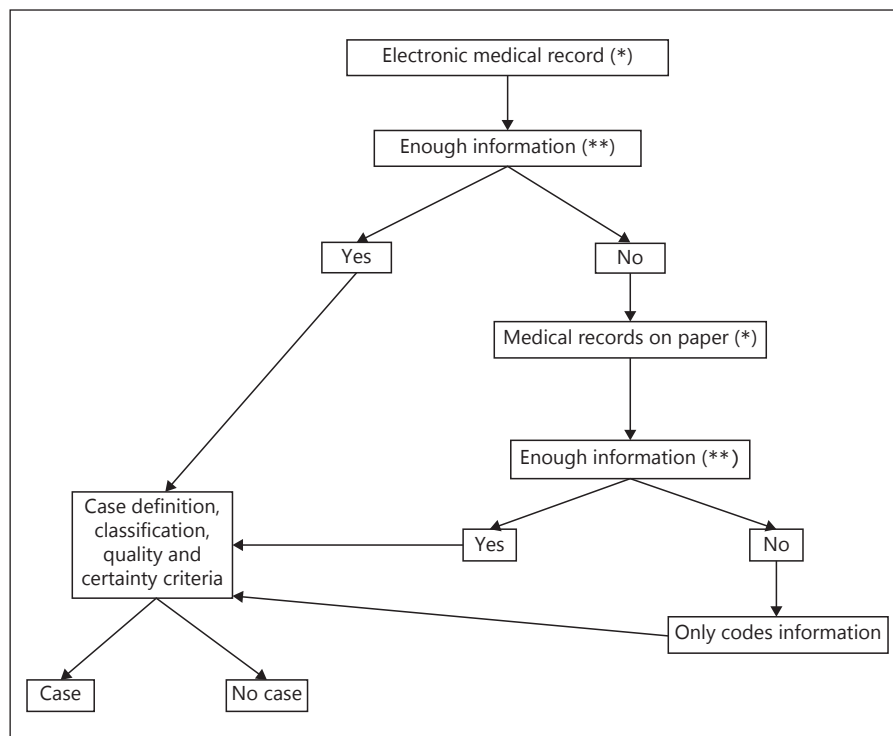 Electronic medical record (*)
Enough information (**)
Yes
No
Medical records on paper (*)
Enough information (**)
Case definition,
classification,
quality and
certainty criteria
Yes
No
Only codes information
Case
No case